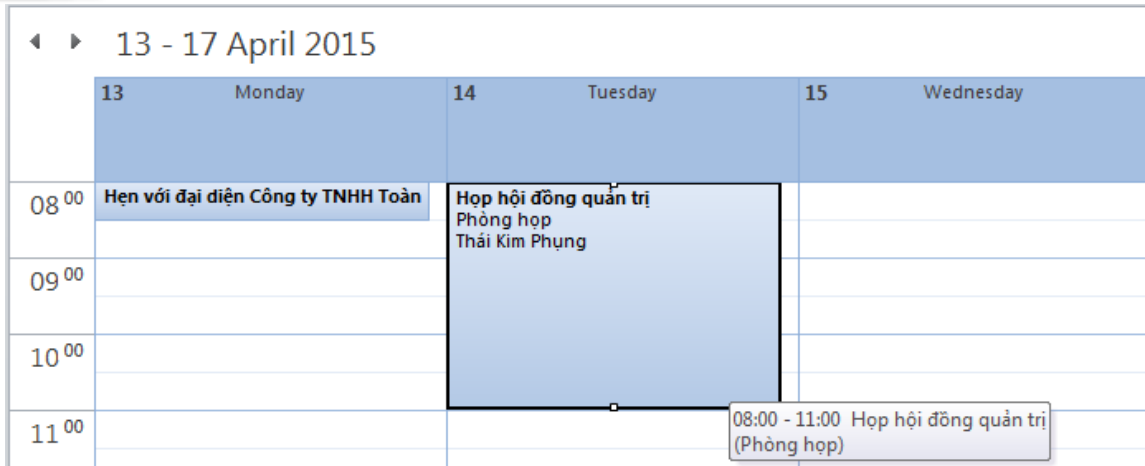 13 - 17 April 2015
13 Monday
14 Tuesday
15 Wednesday
08 00
Hẹn với đại diện Công ty TNHH Toàn
Họp hội đồng quản trị
Phòng họp
Thái Kim Phụng
09 00
10 00
11 00
08:00 - 11:00 Họp hội đồng quản trị
(Phòng họp)